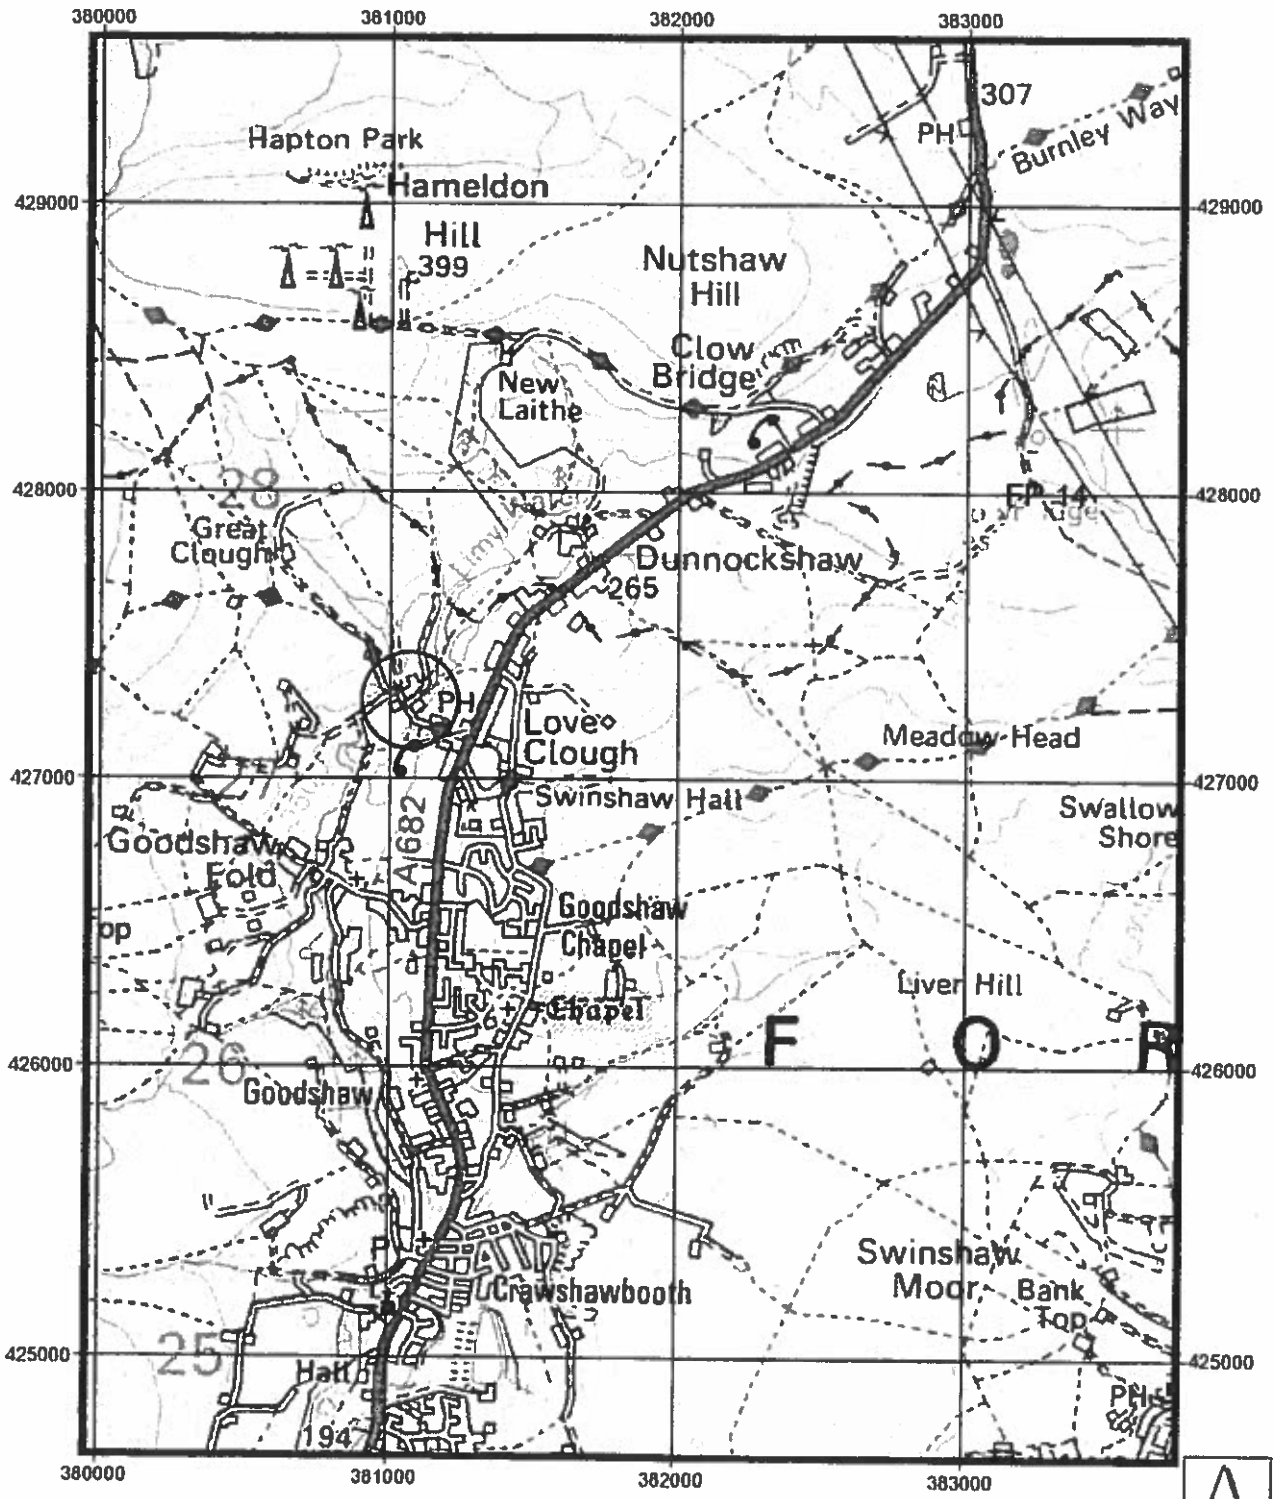 380000 381000 382000 383000
307
PH
Burnley Way
Hapton Park
Hameldon
Hill
399
429000 429000
Nutshaw
Hill
Clow
Bridge
New
Laithe
28
428000 428000
Great
Clough
Limy
Dunnockshaw
265
PH
Love
Clough
Meadow Head
427000 427000
Swinshaw Hall
Swallow
Shore
A 682
Goodshaw
Fold
Goodshaw
Chapel
op
Liver Hill
Chapel
F O R
26
426000 426000
Goodshaw
P
Swinshaw
Moor
Bank
Top
Crawshawbooth
25
425000 425000
Hall
PH
194
380000 381000 382000 383000